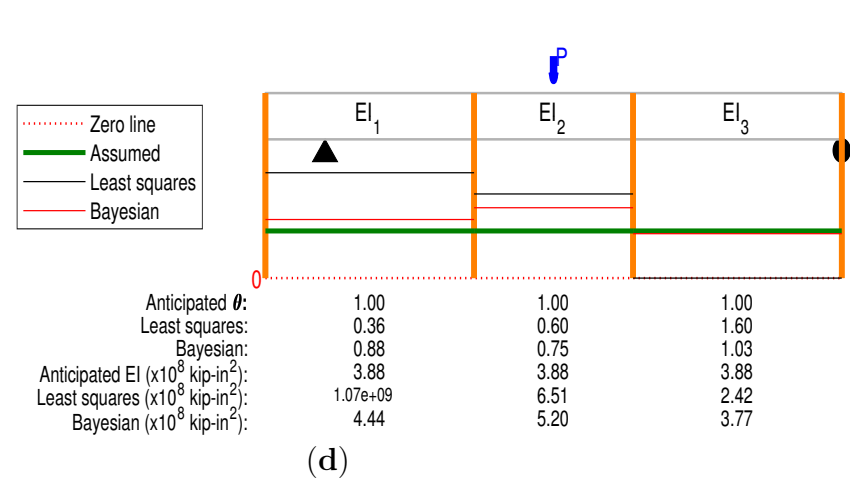 P
EI1 EI2 EI3
Zero line
Assumed
Least squares
Bayesian
0
Anticipated θ: 1.00 1.00 1.00
Least squares: 0.36 0.60 1.60
Bayesian: 0.88 0.75 1.03
Anticipated EI (x10^8 kip-in^2): 3.88 3.88 3.88
Least squares (x10^8 kip-in^2): 1.07e+09 6.51 2.42
Bayesian (x10^8 kip-in^2): 4.44 5.20 3.77
(d)